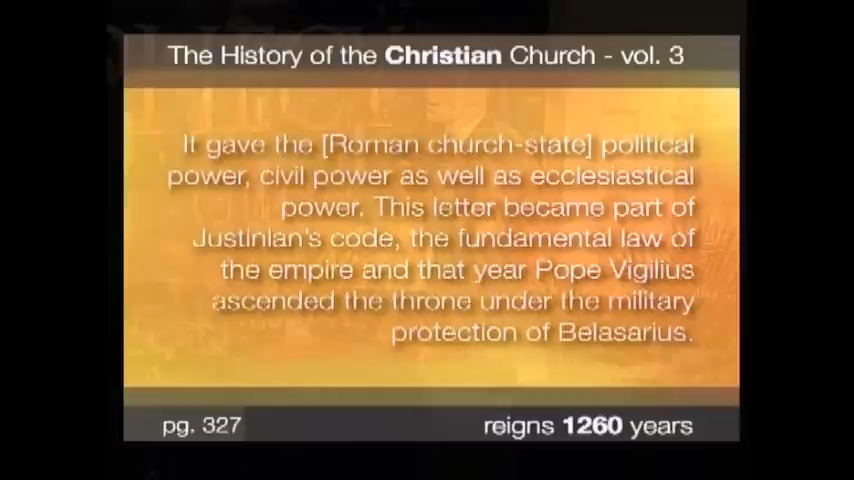 The History of the Christian Church - vol. 3
It gave the [Roman church-state] political
power, civil power as well as ecclesiastical
power. This letter became part of
Justinian's code, the fundamental law of
the empire and that year Pope Vigilius
ascended the throne under the military
protection of Belasarius.
pg. 327
reigns 1260 years